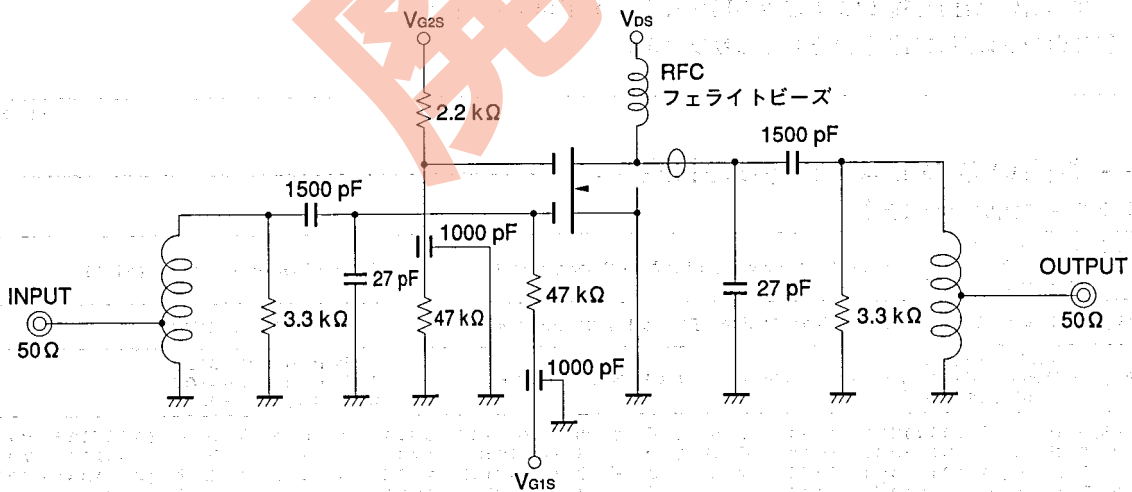 VG2S
VDS
RFC
フェライトビーズ
2.2 kΩ
1500 pF
1500 pF
1000 pF
27 pF
47 kΩ
INPUT
50Ω
3.3 kΩ
47 kΩ
1000 pF
27 pF
3.3 kΩ
OUTPUT
50Ω
VG1S